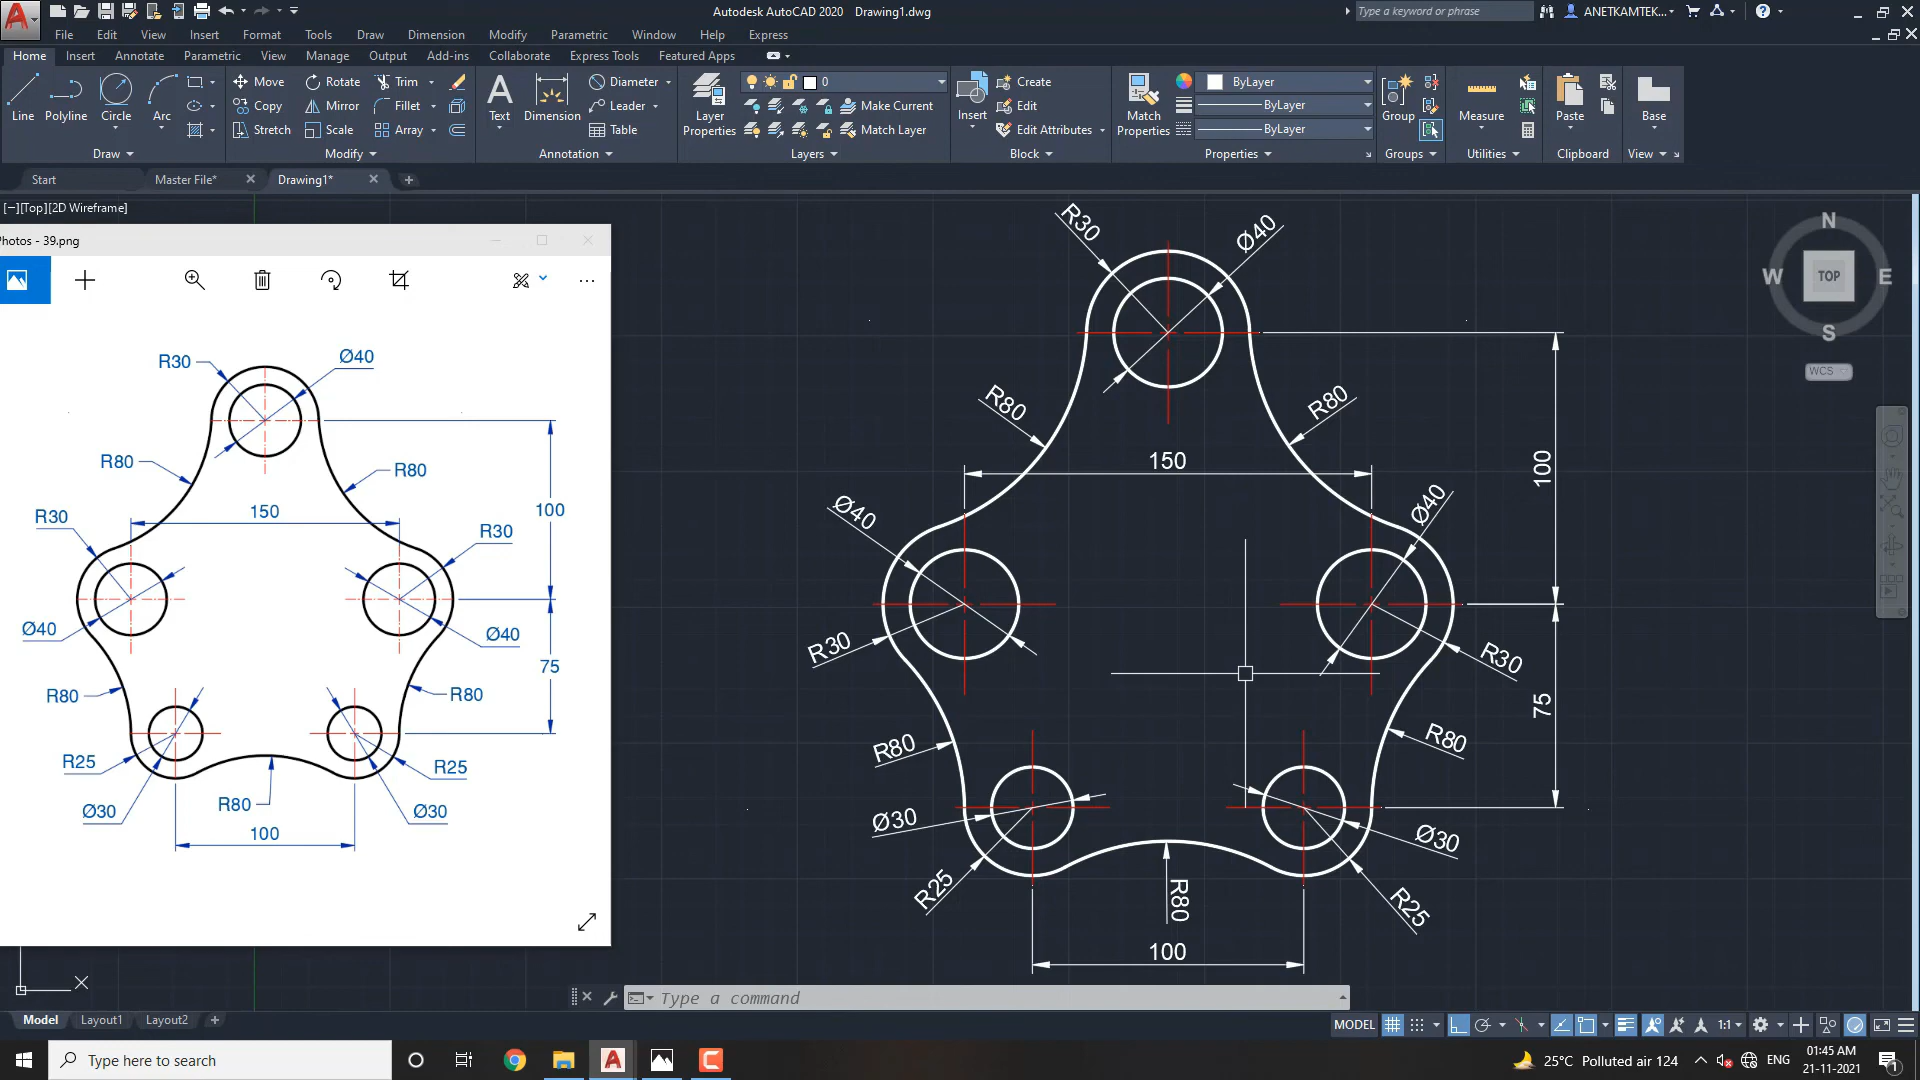 Autodesk AutoCAD 2020 Drawing1.dwg
Type a keyword or phrase
ANETKAMTEK...
File Edit View Insert Format Tools Draw Dimension Modify Parametric Window Help Express
Home Insert Annotate Parametric View Manage Output Add-ins Collaborate Express Tools Featured Apps
Line Polyline Circle Arc
Draw
Move Rotate Trim
Copy Mirror Fillet
Stretch Scale Array
Modify
Text Dimension
Diameter
Leader
Table
Annotation
Layer Properties
0
Make Current
Match Layer
Layers
Insert
Create
Edit
Edit Attributes
Block
Match Properties
ByLayer
ByLayer
ByLayer
Properties
Group
Groups
Measure
Utilities
Paste
Clipboard
Base
View
Start Master File* Drawing1*
[−][Top][2D Wireframe]
Photos - 39.png
R30
Ø40
R80
R80
R30
150
100
R30
Ø40
Ø40
75
R80
R80
R25
R25
R80
Ø30
Ø30
100
R30
Ø40
R80
R80
150
100
Ø40
Ø40
R30
R30
75
R80
R80
Ø30
Ø30
R25
R80
R25
100
N
W TOP E
S
WCS
X
Type a command
Model Layout1 Layout2
MODEL 1:1
Type here to search
25°C Polluted air 124
ENG
01:45 AM
21-11-2021
1